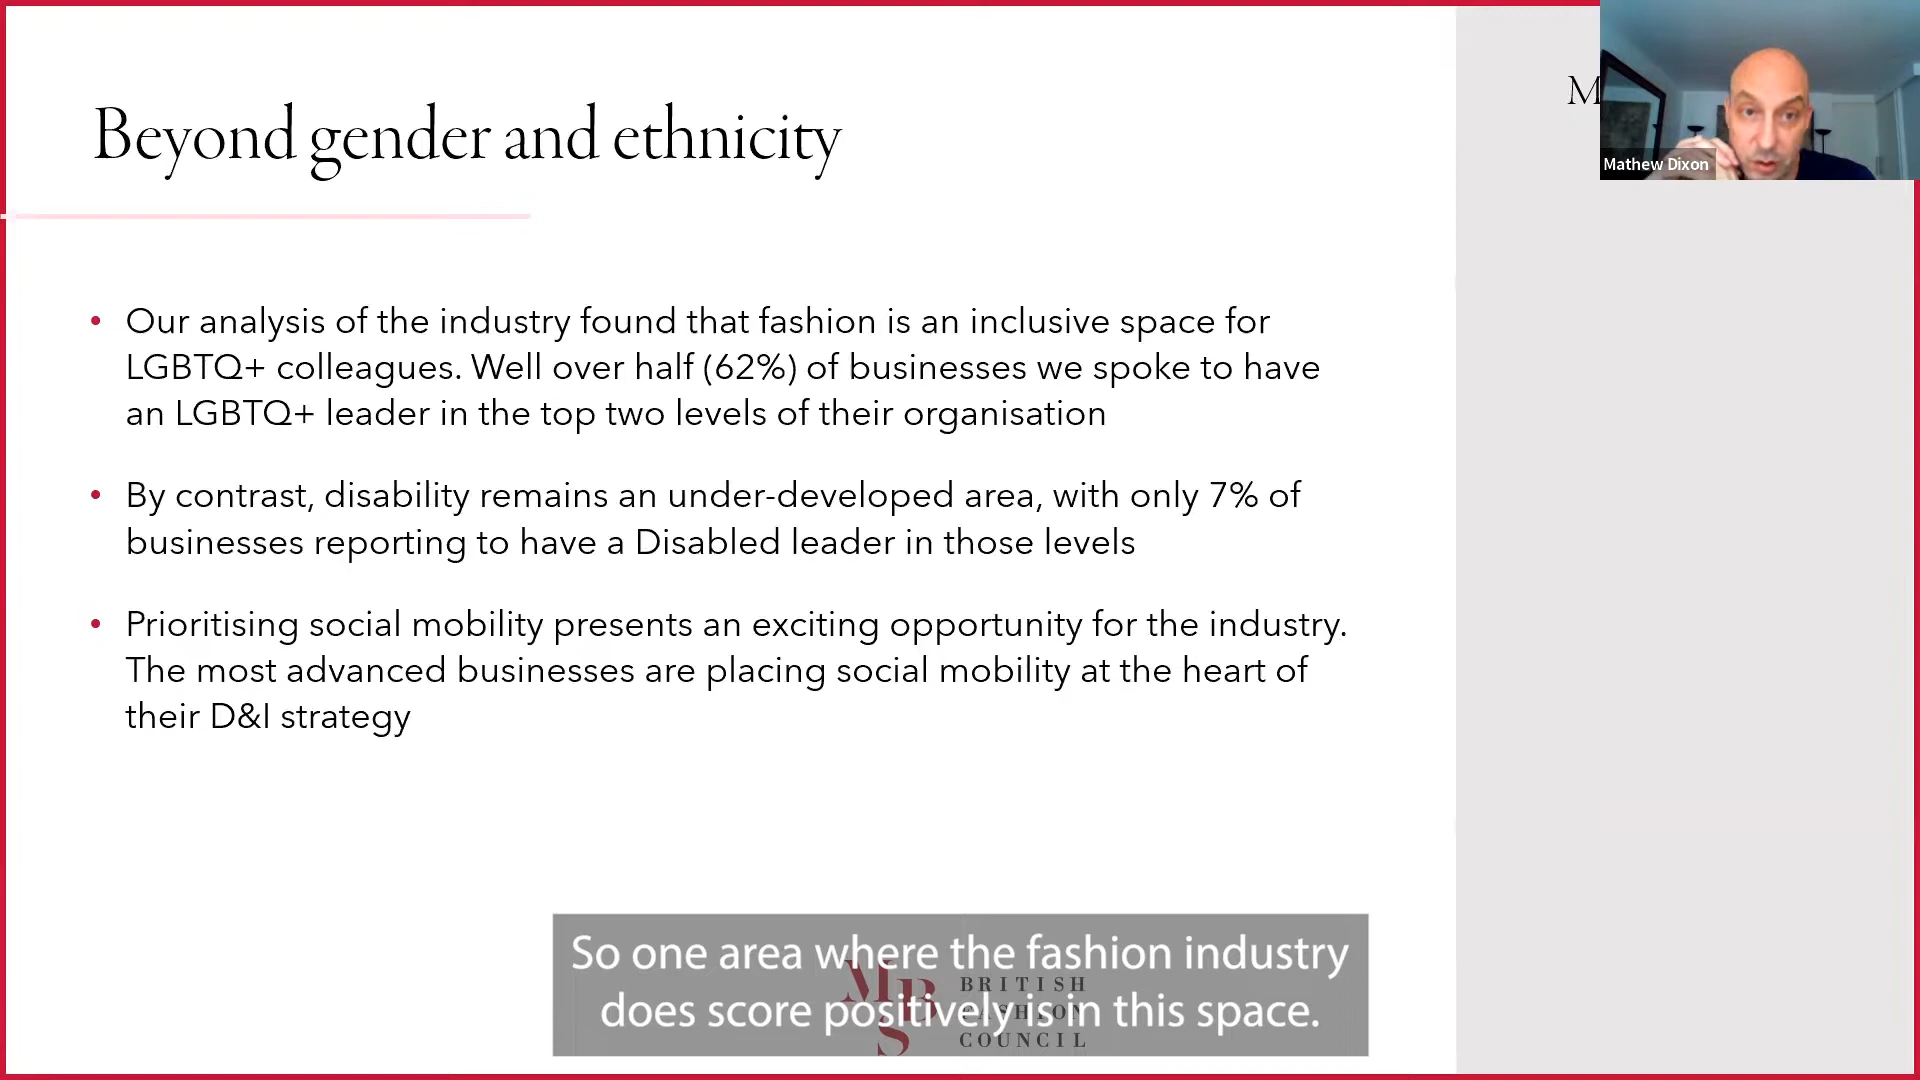 Beyond gender and ethnicity
M
Mathew Dixon
• Our analysis of the industry found that fashion is an inclusive space for
LGBTQ+ colleagues. Well over half (62%) of businesses we spoke to have
an LGBTQ+ leader in the top two levels of their organisation
• By contrast, disability remains an under-developed area, with only 7% of
businesses reporting to have a Disabled leader in those levels
• Prioritising social mobility presents an exciting opportunity for the industry.
The most advanced businesses are placing social mobility at the heart of
their D&I strategy
So one area where the fashion industry
does score positively is in this space.
MBS
BRITISH
FASHION
COUNCIL